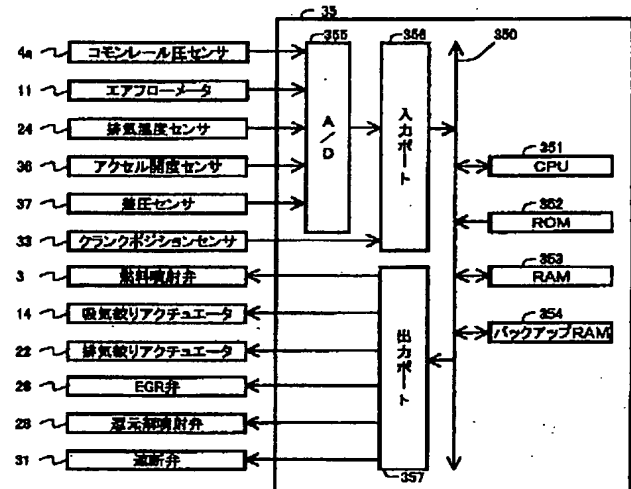 35
4a コモンレール圧センサ
11 エアフローメータ
24 排気温度センサ
36 アクセル開度センサ
37 差圧センサ
33 クランクポジションセンサ
3 燃料噴射弁
14 吸気絞りアクチュエータ
22 排気絞りアクチュエータ
26 EGR弁
28 還元剤噴射弁
31 遮断弁
355
A/D
356
入力ポート
出力ポート
357
350
351
CPU
352
ROM
353
RAM
354
バックアップRAM